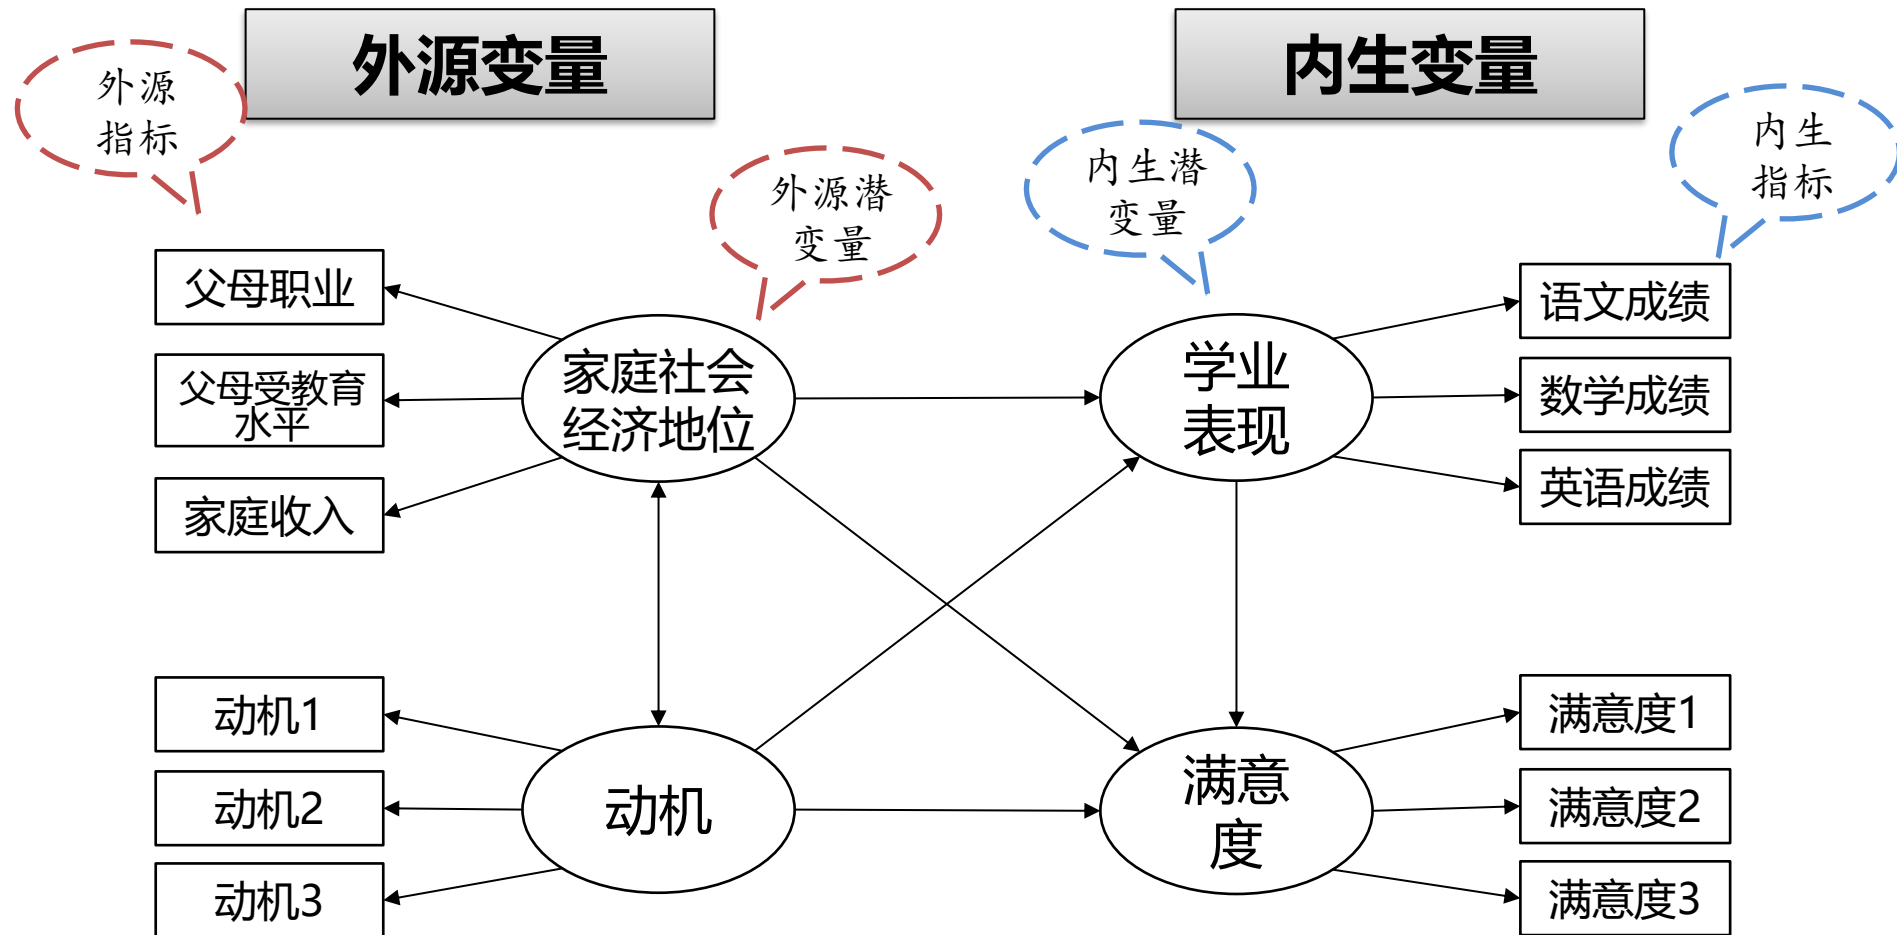 外源变量
内生变量
外源
指标
外源潜
变量
内生潜
变量
内生
指标
父母职业
父母受教育
水平
家庭收入
家庭社会
经济地位
学业
表现
语文成绩
数学成绩
英语成绩
动机1
动机2
动机3
动机
满意
度
满意度1
满意度2
满意度3